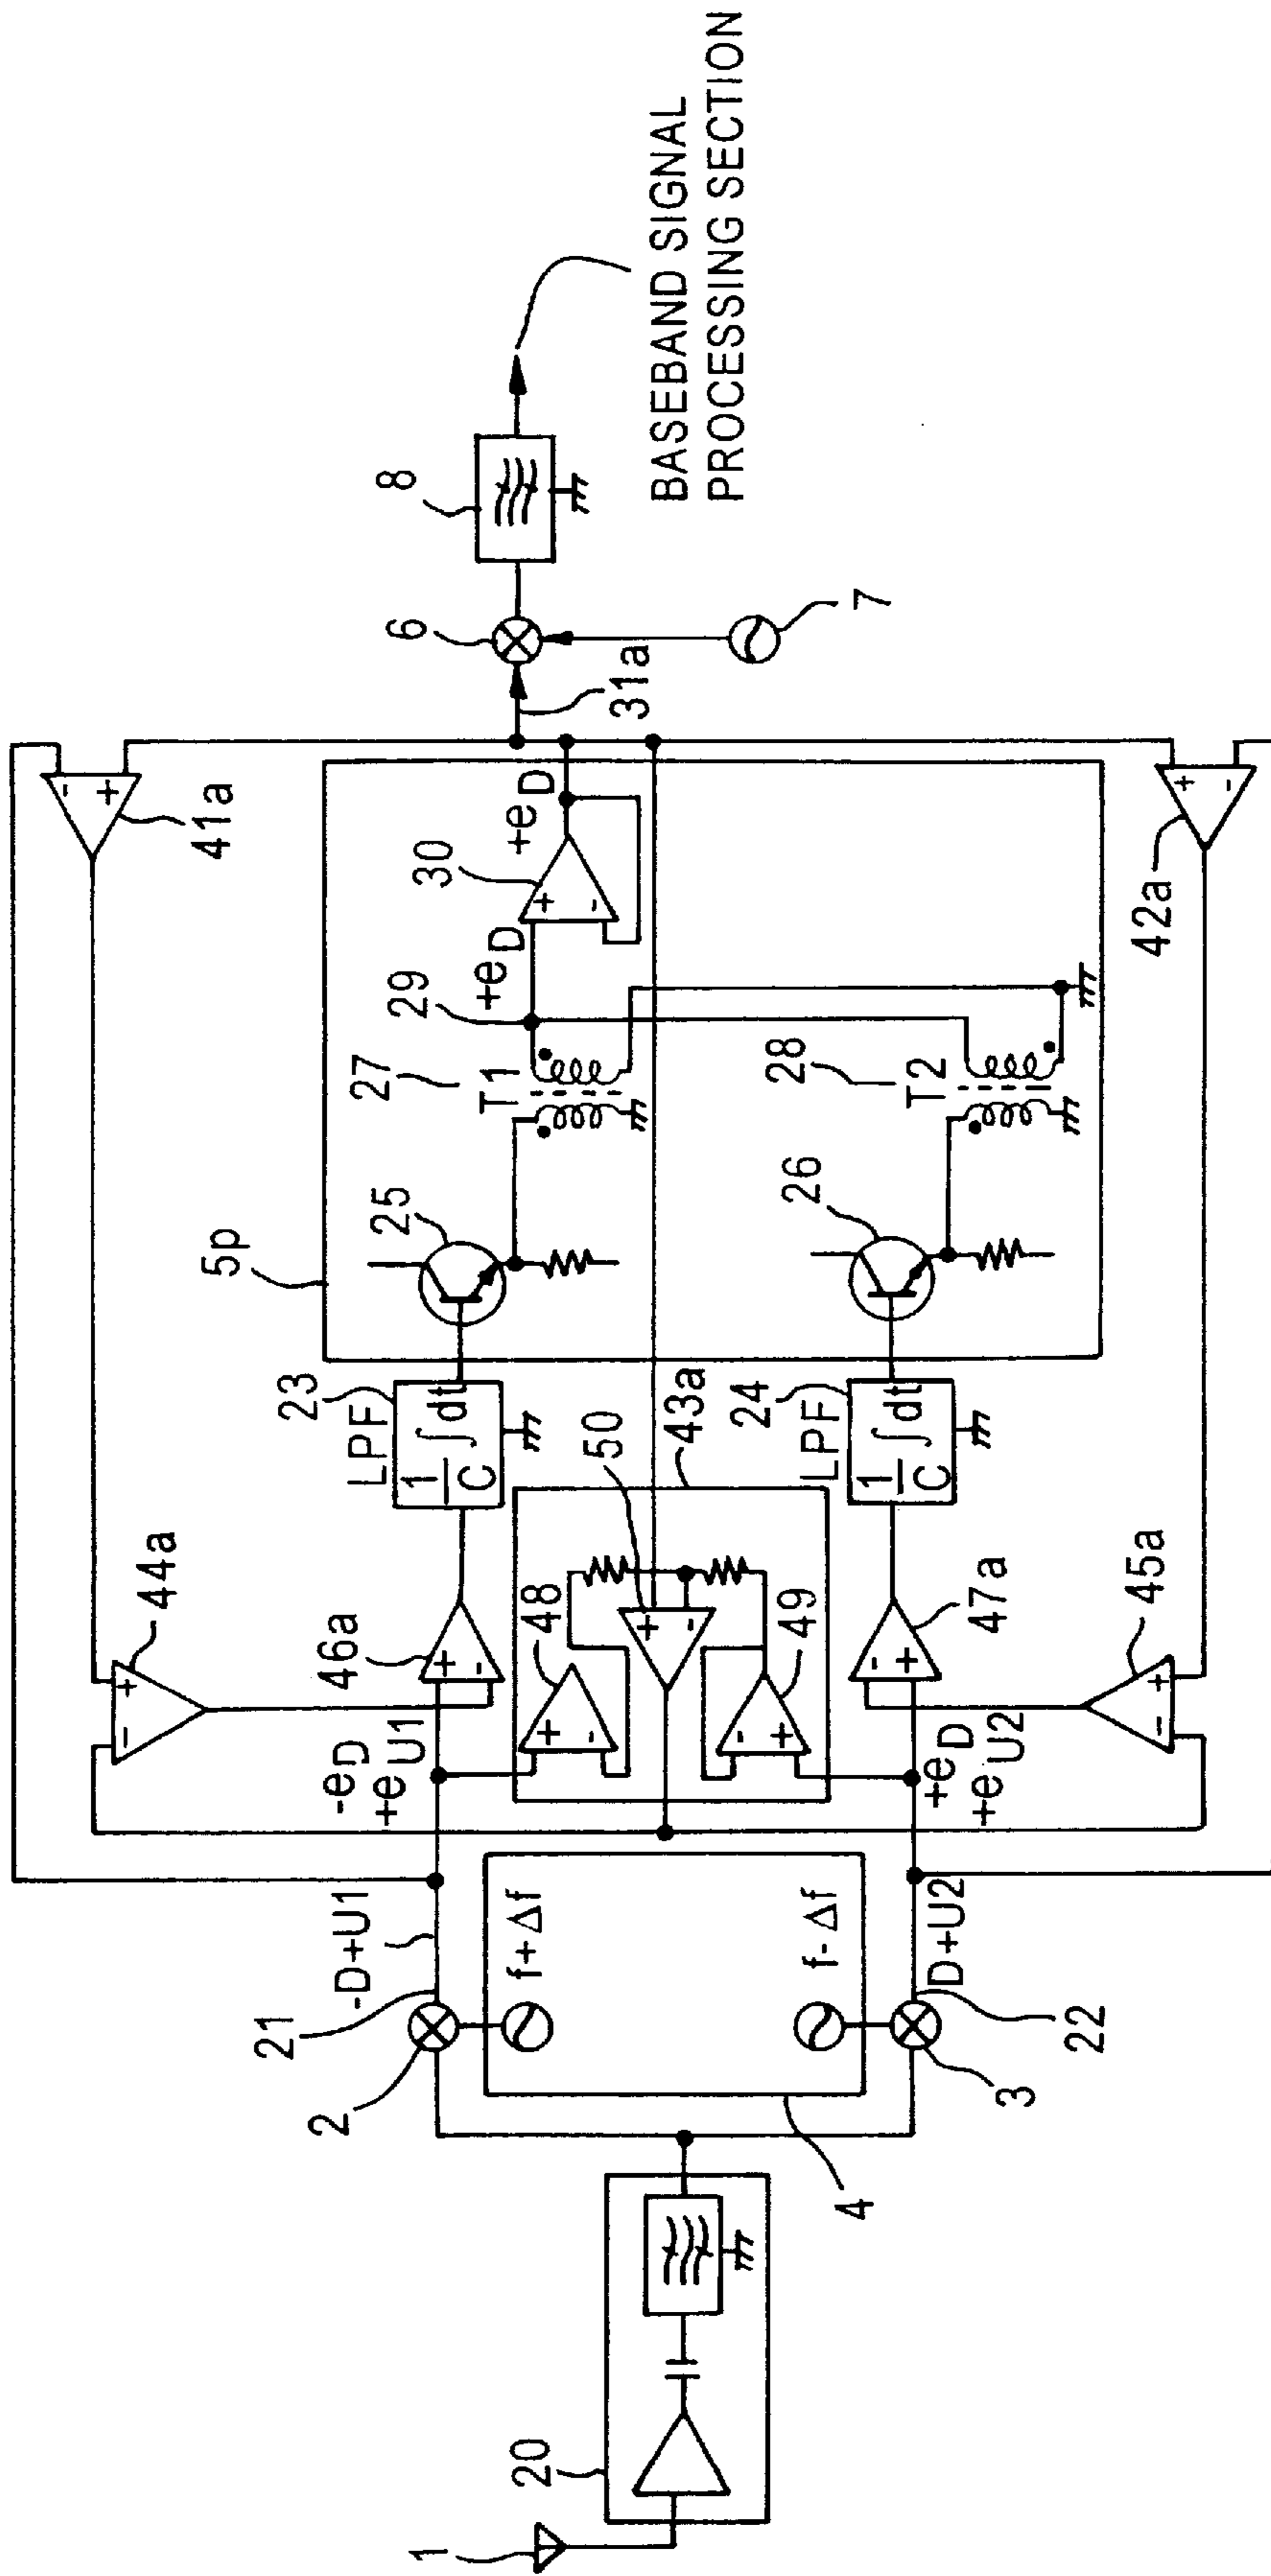 1
20
4
2
21
-D+U1
f+Δf
f-Δf
3
22
D+U2
-eD
+eU1
+eD
+eU2
44a
46a
48
50
49
43a
47a
45a
23
LPF
1/C ∫dt
24
LPF
1/C ∫dt
5p
25
26
27
T1
28
T2
29
+eD
30
+eD
41a
42a
31a
6
7
8
BASEBAND SIGNAL
PROCESSING SECTION